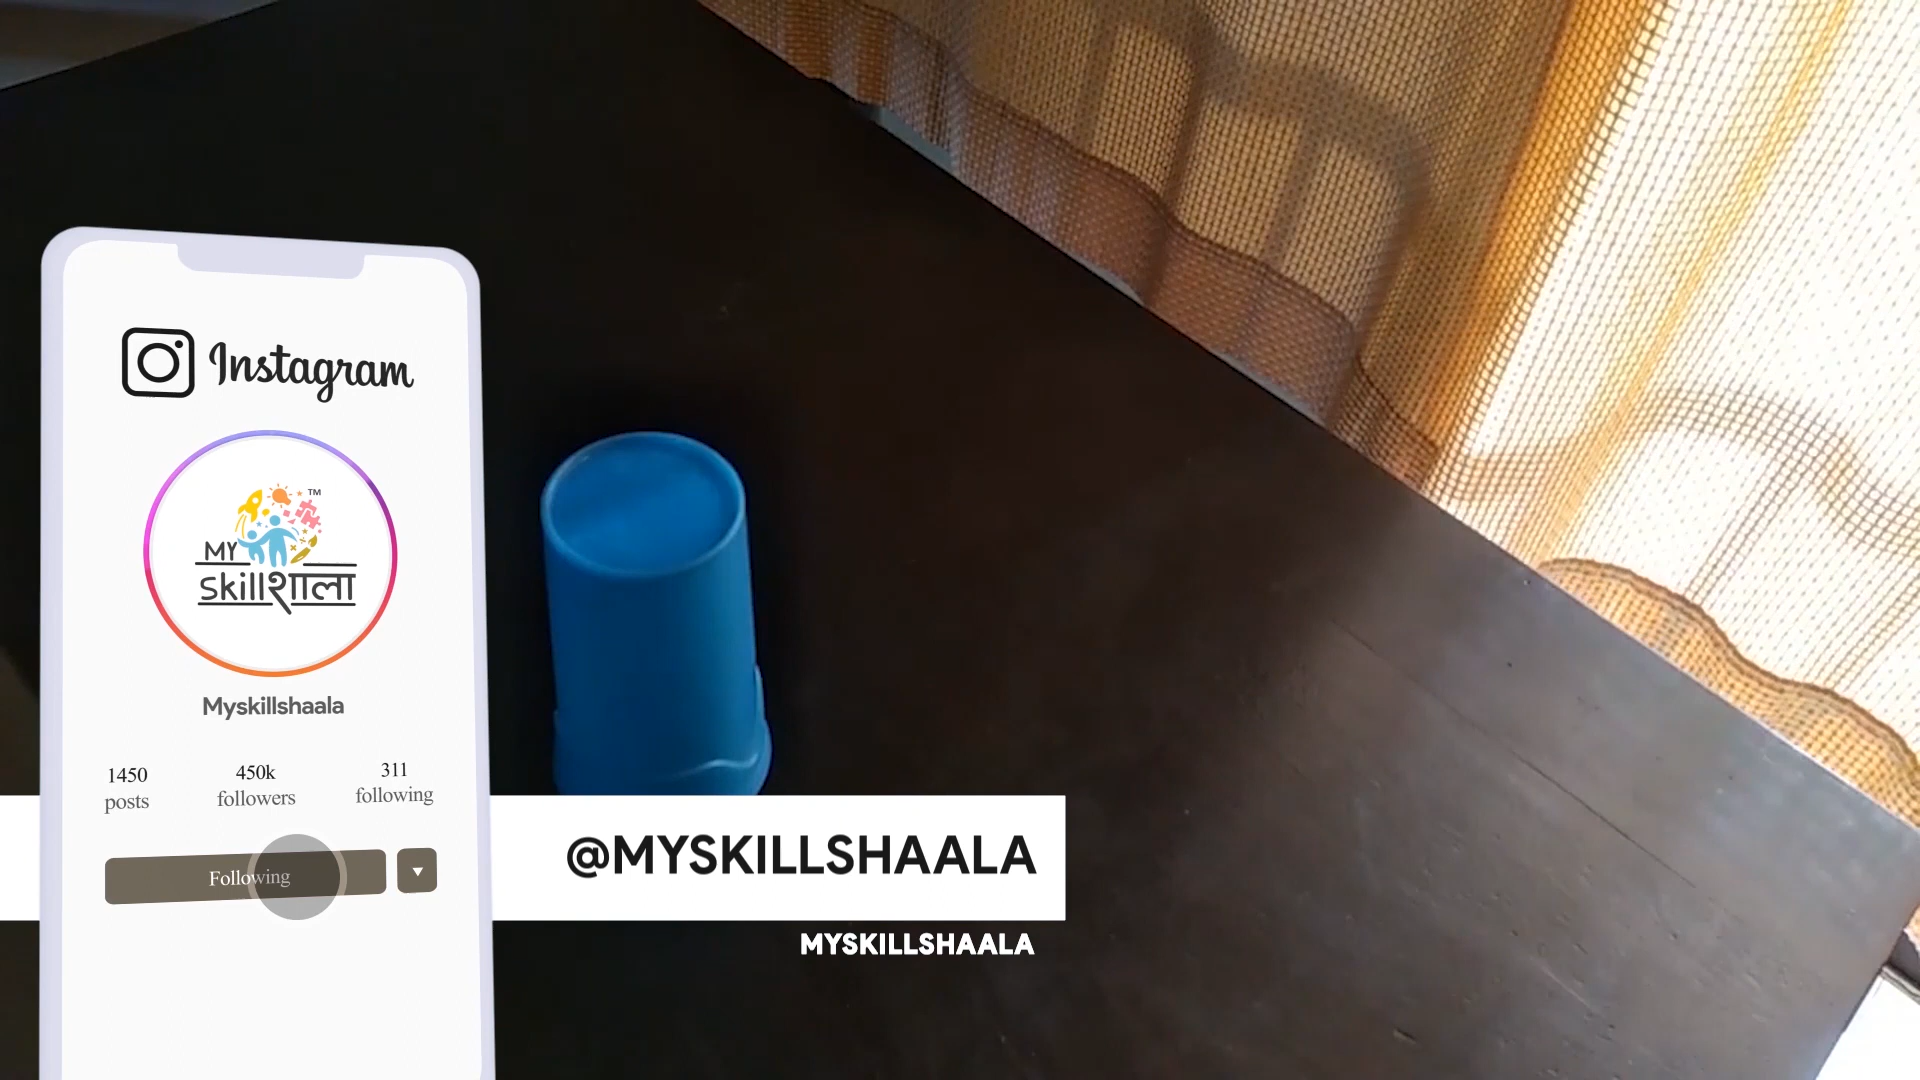 Instagram
TM
MY
Skillशाला
Myskillshaala
1450 450k 311
posts followers following
Following
@MYSKILLSHAALA
MYSKILLSHAALA